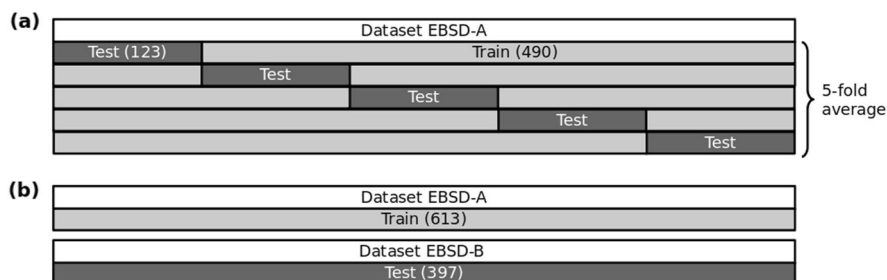 (a)
Dataset EBSD-A
Test (123) Train (490)
Test
Test
Test
Test
5-fold
average
(b)
Dataset EBSD-A
Train (613)
Dataset EBSD-B
Test (397)